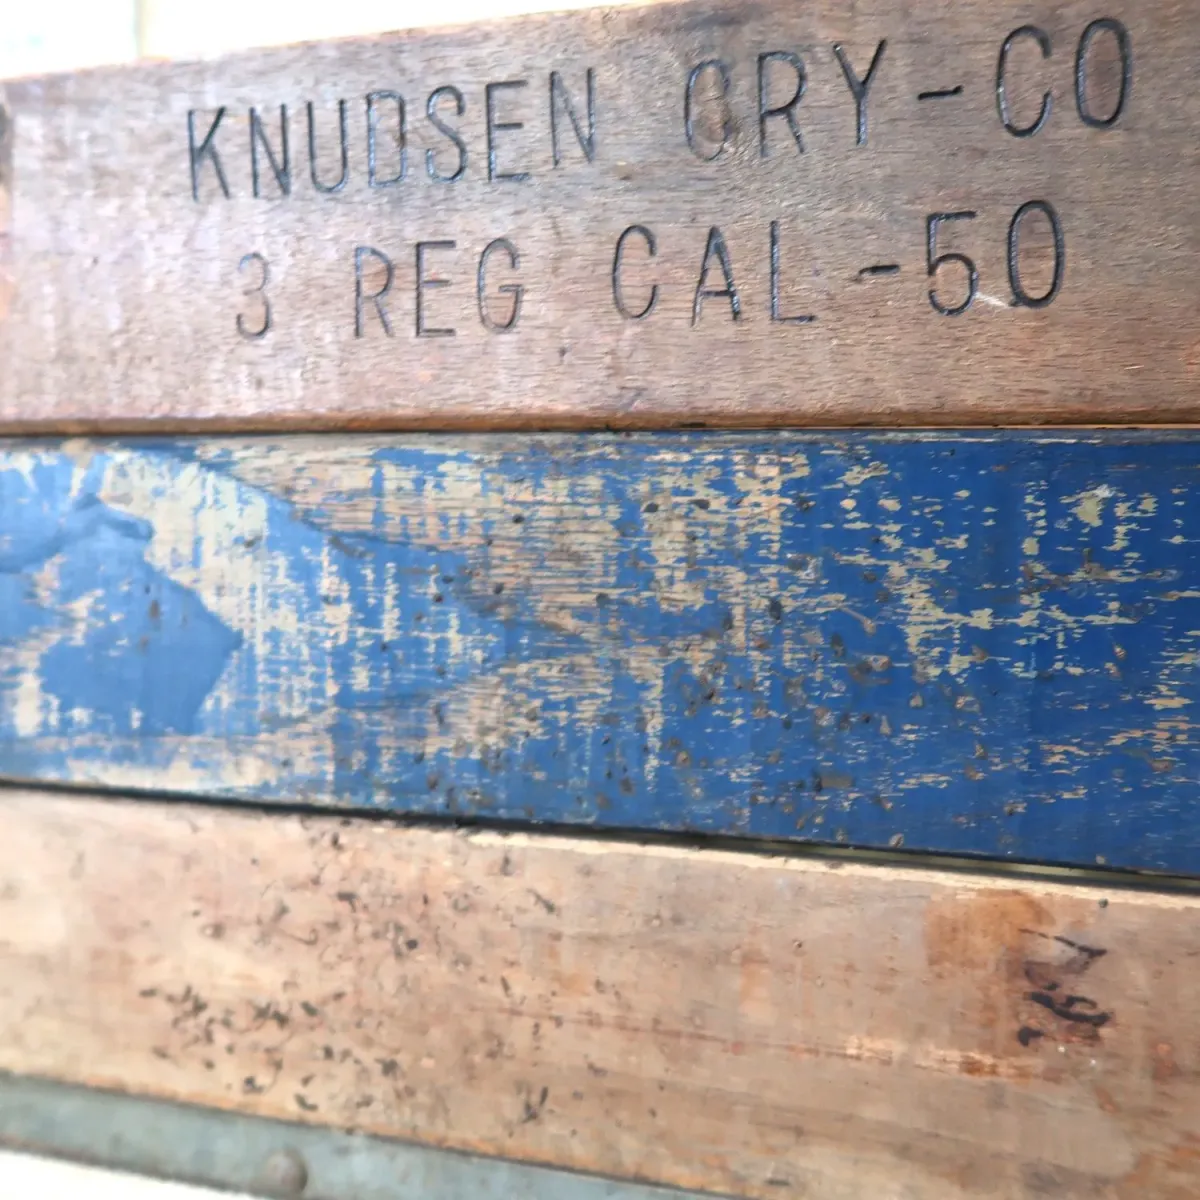 KNUDSEN CRY-CO
3 REG CAL-50